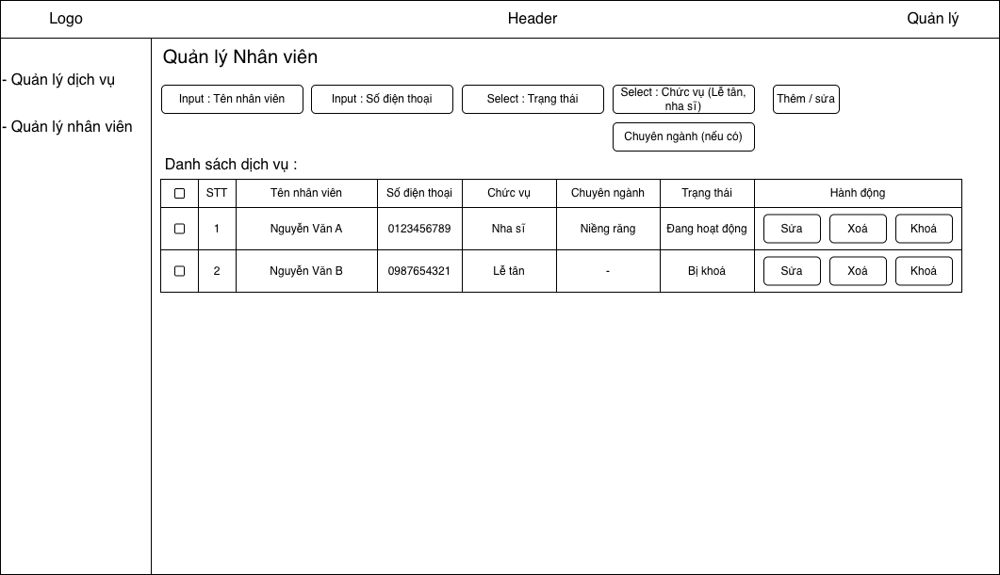 Logo Header Quản lý
- Quản lý dịch vụ
- Quản lý nhân viên
Quản lý Nhân viên
Input : Tên nhân viên Input : Số điện thoại Select : Trạng thái Select : Chức vụ (Lễ tân,
nha sĩ) Thêm / sửa
Chuyên ngành (nếu có)
Danh sách dịch vụ :
STT Tên nhân viên Số điện thoại Chức vụ Chuyên ngành Trạng thái Hành động
1 Nguyễn Văn A 0123456789 Nha sĩ Niềng răng Đang hoạt động Sửa Xoá Khoá
2 Nguyễn Văn B 0987654321 Lễ tân - Bị khoá Sửa Xoá Khoá